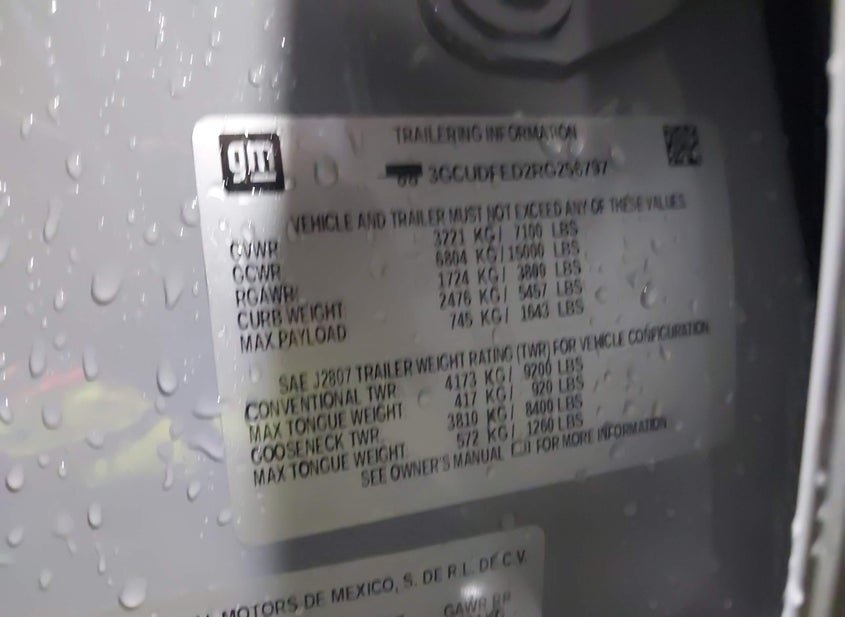 gm
TRAILERING INFORMATION
3GCUDFED2RG256797
VEHICLE AND TRAILER MUST NOT EXCEED ANY OF THESE VALUES
GVWR 3221 KG/ 7100 LBS
GCWR 6804 KG/15000 LBS
RGAWR 1724 KG/ 3800 LBS
CURB WEIGHT 2476 KG/ 5457 LBS
MAX PAYLOAD 745 KG/ 1643 LBS
SAE J2807 TRAILER WEIGHT RATING (TWR) FOR VEHICLE CONFIGURATION
CONVENTIONAL TWR 4173 KG/ 9200 LBS
MAX TONGUE WEIGHT 417 KG/ 920 LBS
GOOSENECK TWR 3810 KG/ 8400 LBS
MAX TONGUE WEIGHT 572 KG/ 1260 LBS
SEE OWNER'S MANUAL FOR MORE INFORMATION
MOTORS DE MEXICO, S. DE R.L. DE C.V.
GAWR RR